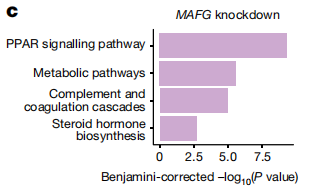 c
MAFG knockdown
PPAR signalling pathway
Metabolic pathways
Complement and
coagulation cascades
Steroid hormone
biosynthesis
0 2.5 5.0 7.5
Benjamini-corrected –log10(P value)